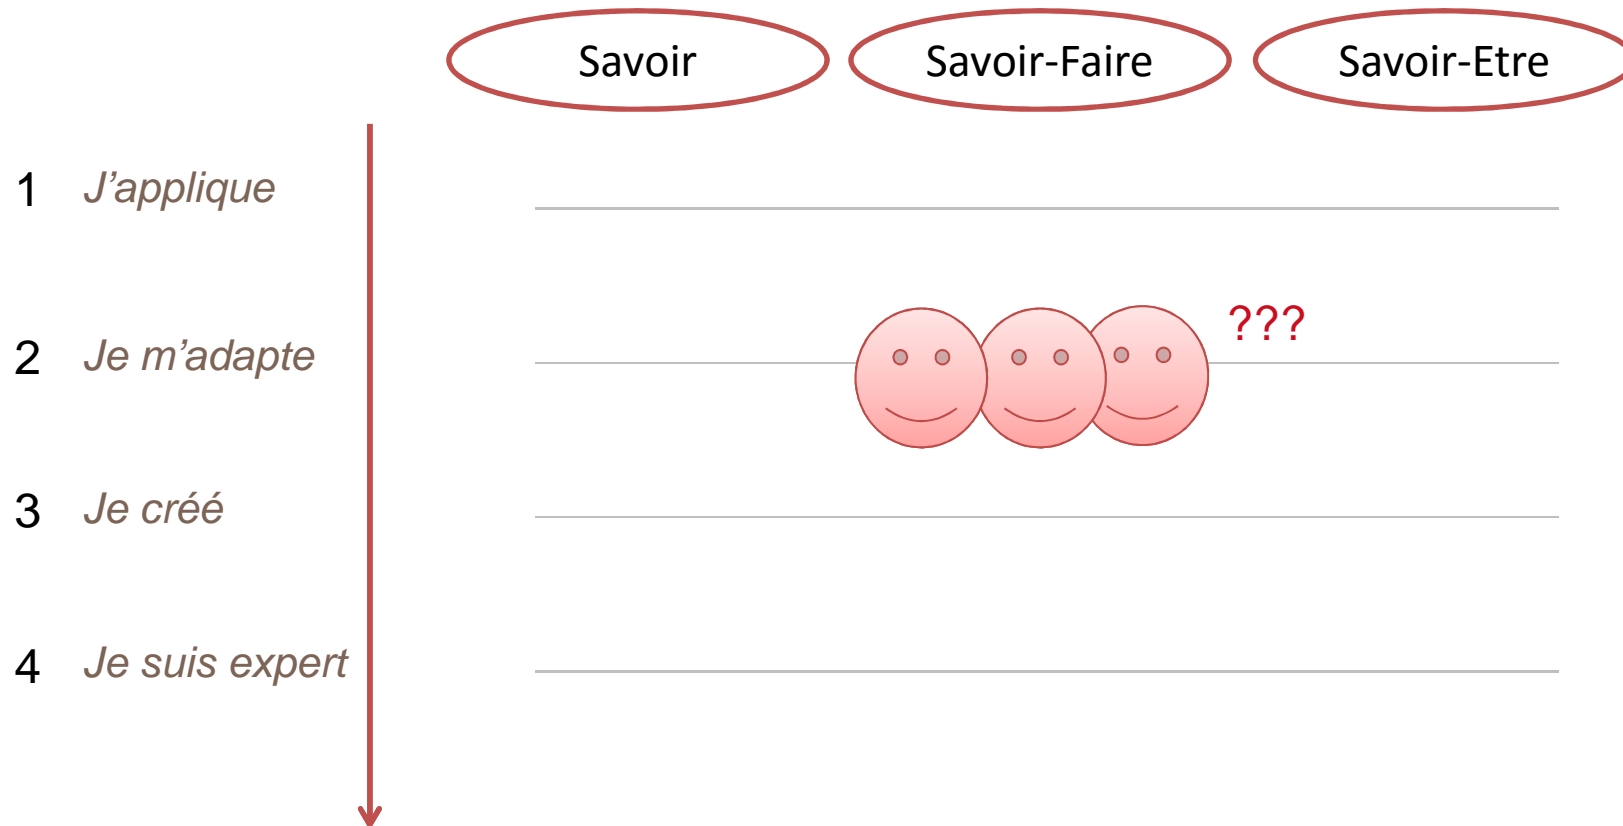 Savoir
Savoir-Faire
Savoir-Etre
1 J’applique
???
2 Je m’adapte
3 Je créé
4 Je suis expert